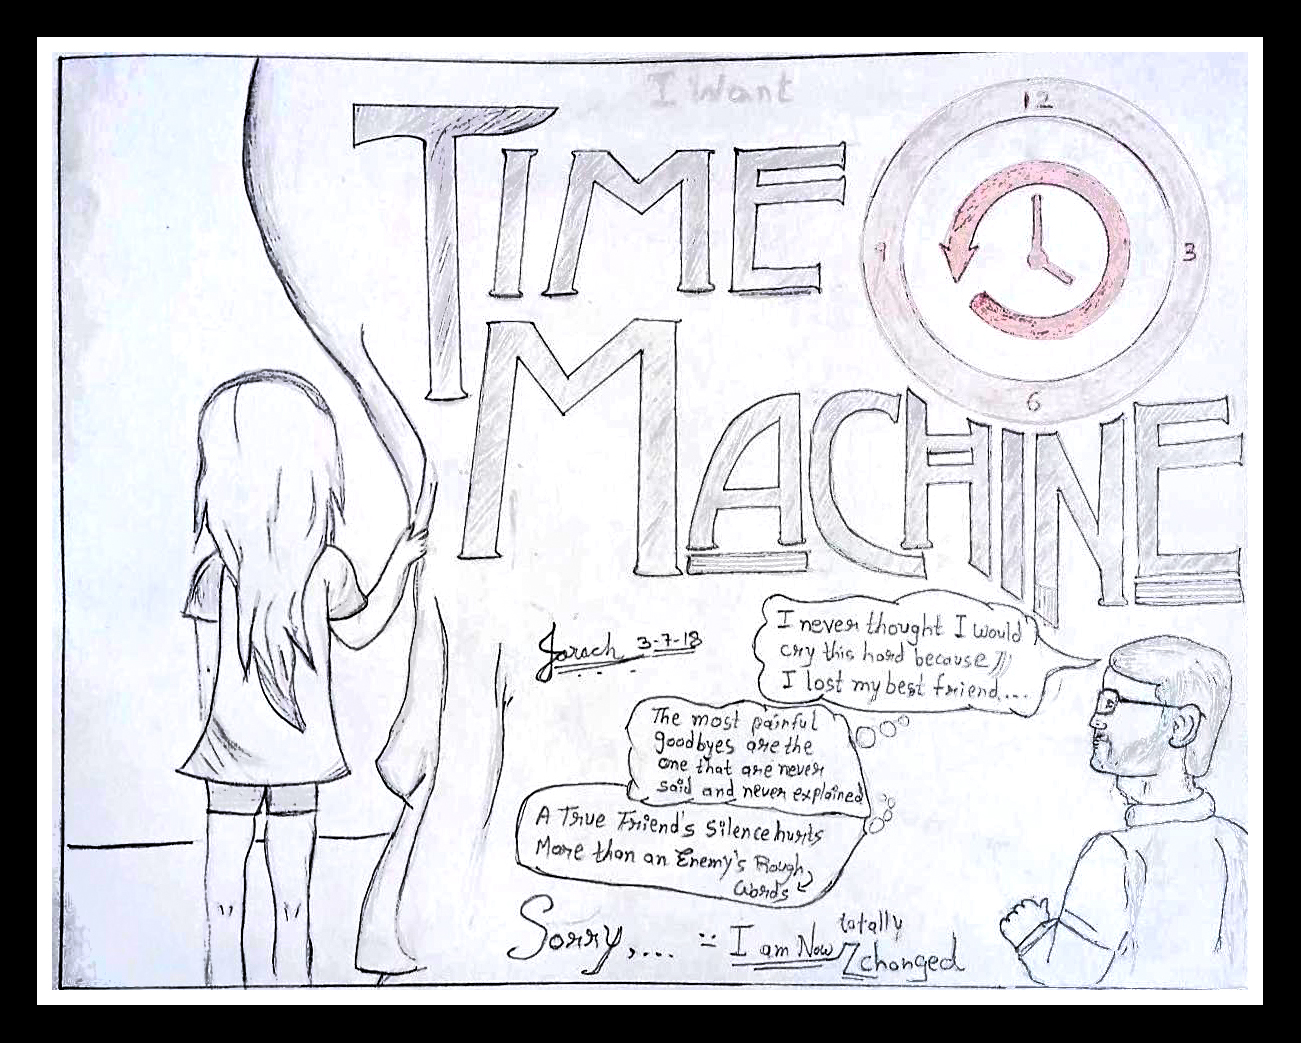 I Want
TIME
MACHINE
12
9
3
6
3-7-18
I never thought I would
cry this hard because
I lost my best friend....
The most painful
goodbyes are the
one that are never
said and never explained
A True Friend's Silence hurts
More than an Enemy's Rough
Words
Sorry,....
I am Now totally changed